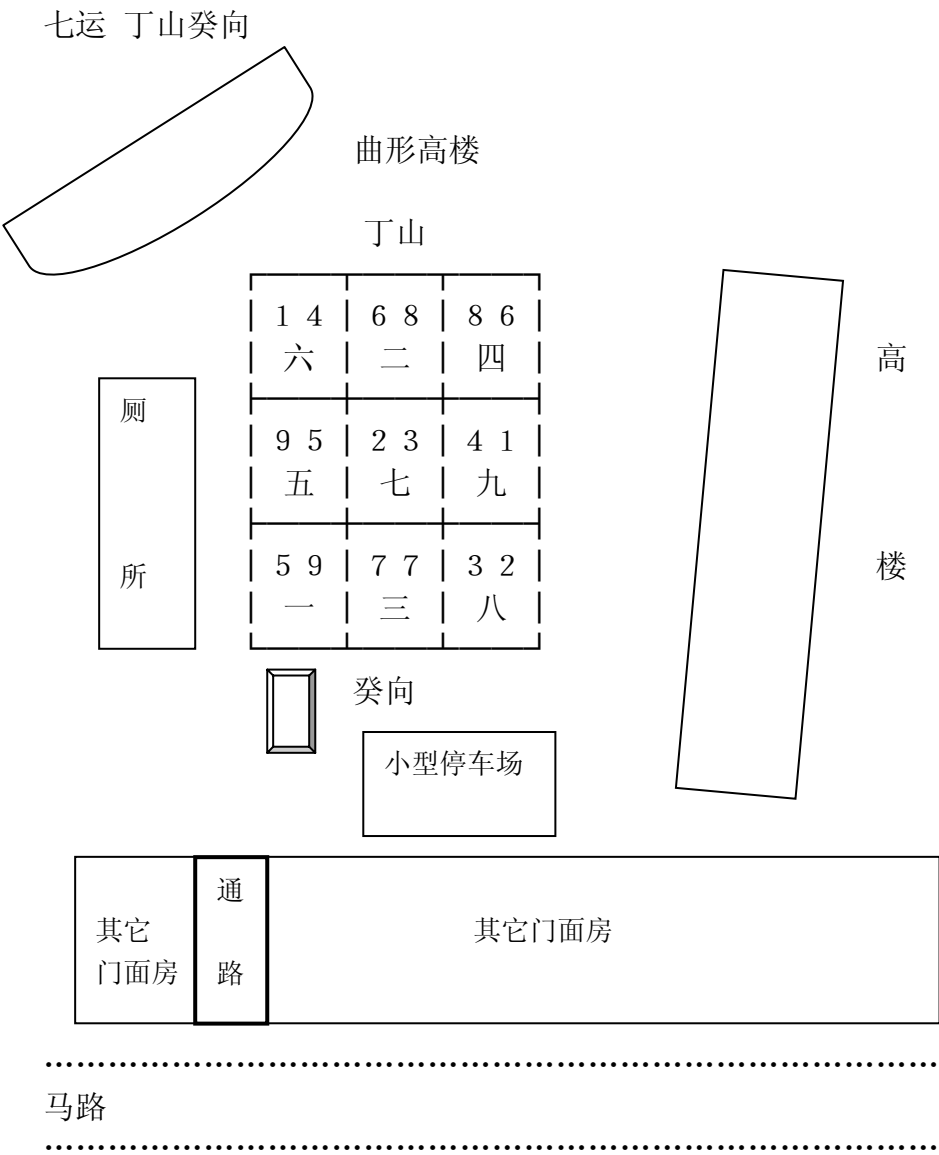 七运 丁山癸向
曲形高楼
丁山
1 4 6 8 8 6
六 二 四
高
厕
9 5 2 3 4 1
五 七 九
5 9 7 7 3 2
一 三 八
所
楼
癸向
小型停车场
通
其它
其它门面房
门面房
路
马路